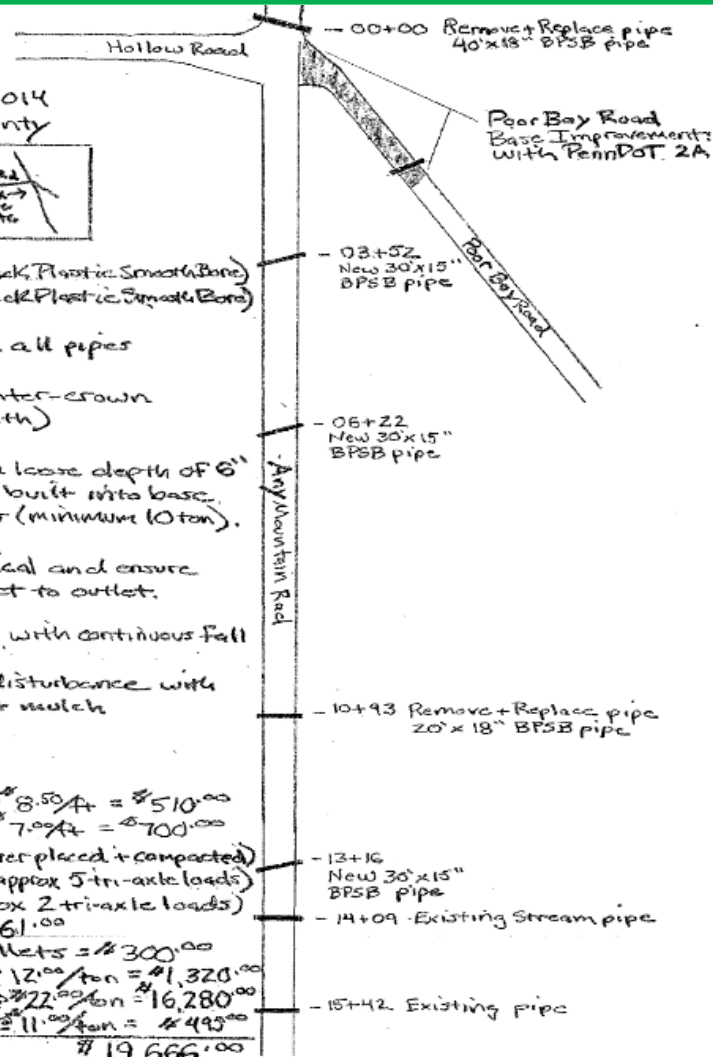 00+00 Remove + Replace pipe
40'x18" BPSB pipe
Hollow Road
014
nty
Poor Boy Road
Base Improvements
with PennDOT 2A
ck Plastic Smooth Bore)
ck Plastic Smooth Bore)
03+52
New 30'x15"
BPSB pipe
Poor Boy Road
all pipes
ter-crown
th)
06+22
New 30'x15"
BPSB pipe
loose depth of 6"
built into base.
(minimum 10 ton).
Any Mountain Rad
cal and ensure
et to outlet.
with continuous fall
disturbance with
mulch
10+93 Remove + Replace pipe
20'x18" BPSB pipe
$8.50/ft = $510.00
7.00/ft = $700.00
er placed + compacted)
approx 5 tri-axle loads)
ox 2 tri-axle loads)
61.00
llets = $300.00
12.00/ton = $1,320.00
$22.00/ton = 16,280.00
11.00/ton = $495.00
$19,666.00
13+16
New 30'x15"
BPSB pipe
14+09 - Existing Stream pipe
15+42 Existing pipe